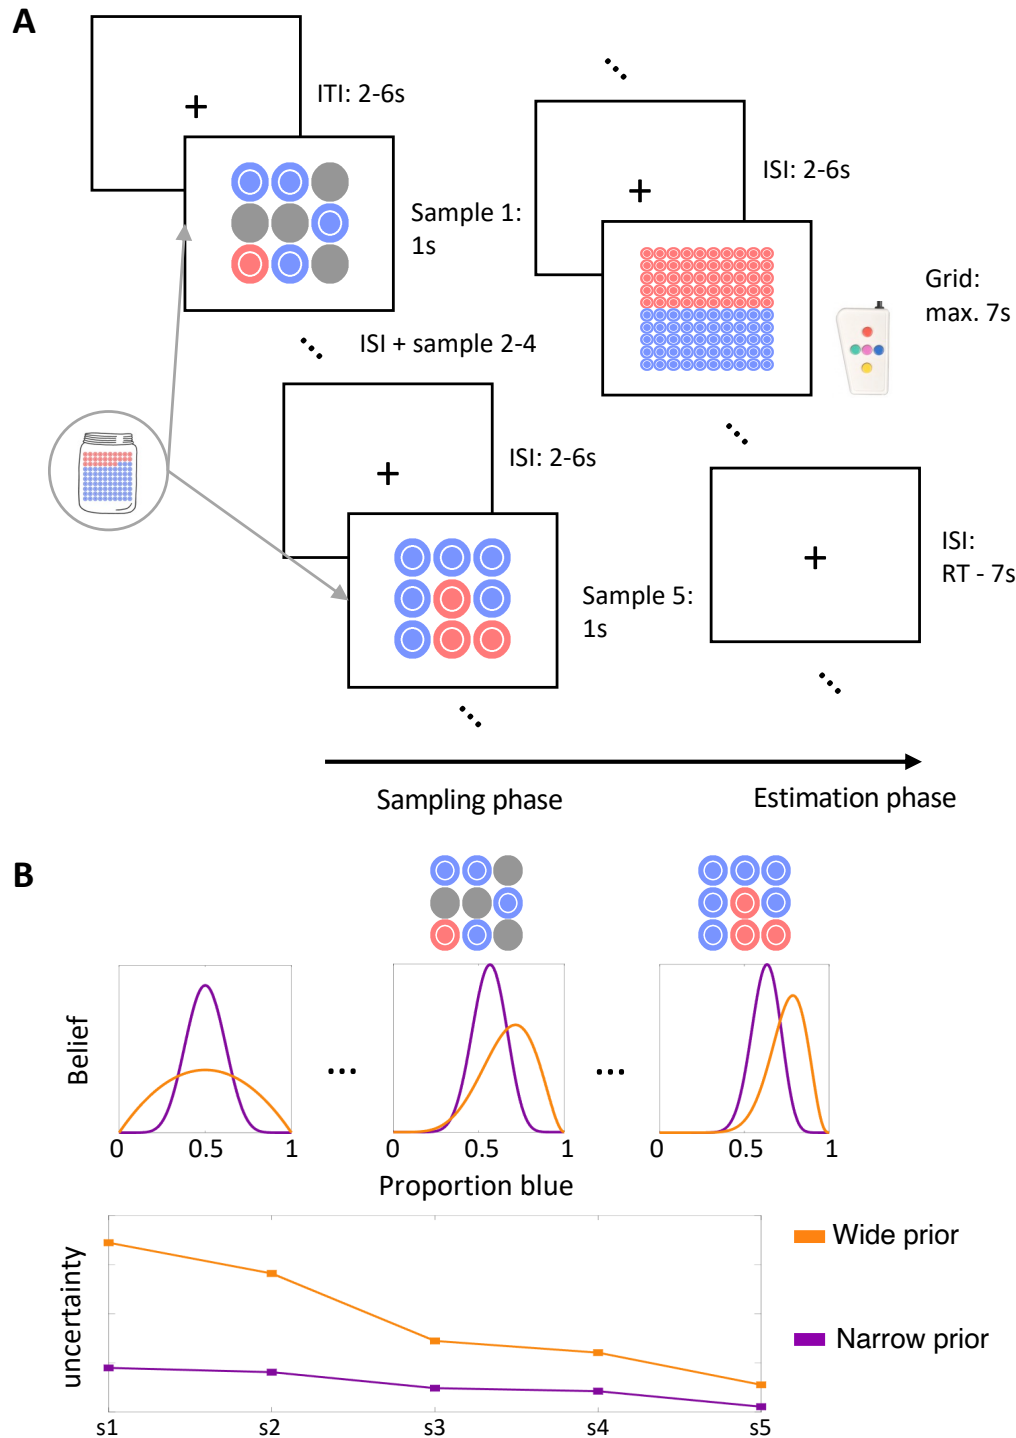 A
ITI: 2-6s
Sample 1:
1s
ISI + sample 2-4
ISI: 2-6s
Sample 5:
1s
ISI: 2-6s
Grid:
max. 7s
ISI:
RT - 7s
Sampling phase
Estimation phase
B
Belief
0 0.5 1
0 0.5 1
0 0.5 1
Proportion blue
uncertainty
s1 s2 s3 s4 s5
Wide prior
Narrow prior